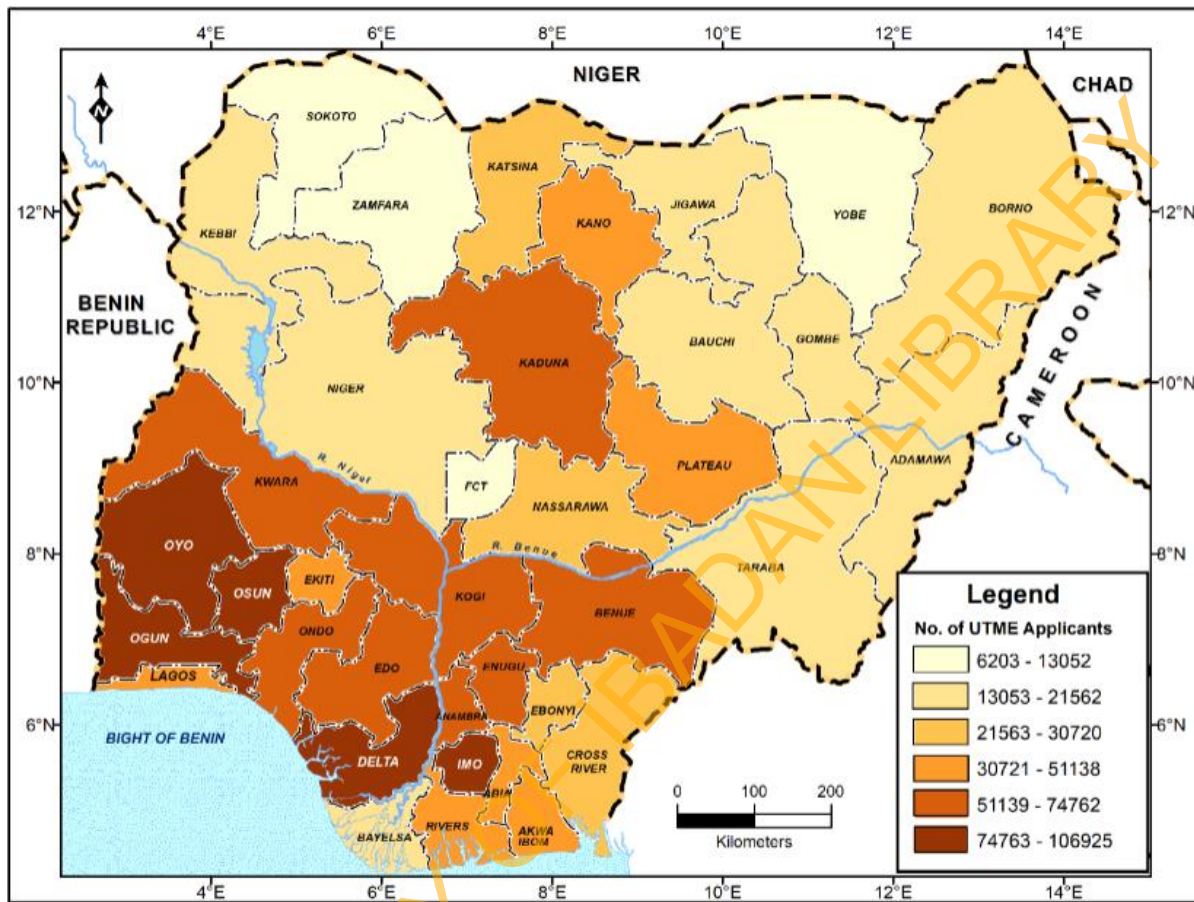 4°E 6°E 8°E 10°E 12°E 14°E
NIGER
CHAD
N
SOKOTO
KATSINA
ZAMFARA
JIGAWA
YOBE
BORNO
12°N
12°N
KANO
KEBBI
BENIN
REPUBLIC
BAUCHI
GOMBE
KADUNA
NIGER
10°N
10°N
CAMEROON
R. Niger
FCT
PLATEAU
ADAMAWA
KWARA
NASSARAWA
OYO
R. Benue
8°N
8°N
TARABA
EKITI
OSUN
KOGI
BENUE
OGUN
ONDO
EDO
ENUGU
LAGOS
ANAMBRA
EBONYI
6°N
6°N
BIGHT OF BENIN
DELTA
IMO
CROSS
RIVER
ABIA
BAYELSA
RIVERS
AKWA
IBOM
0 100 200
Kilometers
Legend
No. of UTME Applicants
6203 - 13052
13053 - 21562
21563 - 30720
30721 - 51138
51139 - 74762
74763 - 106925
4°E 6°E 8°E 10°E 12°E 14°E
IBADAN LIBRARY